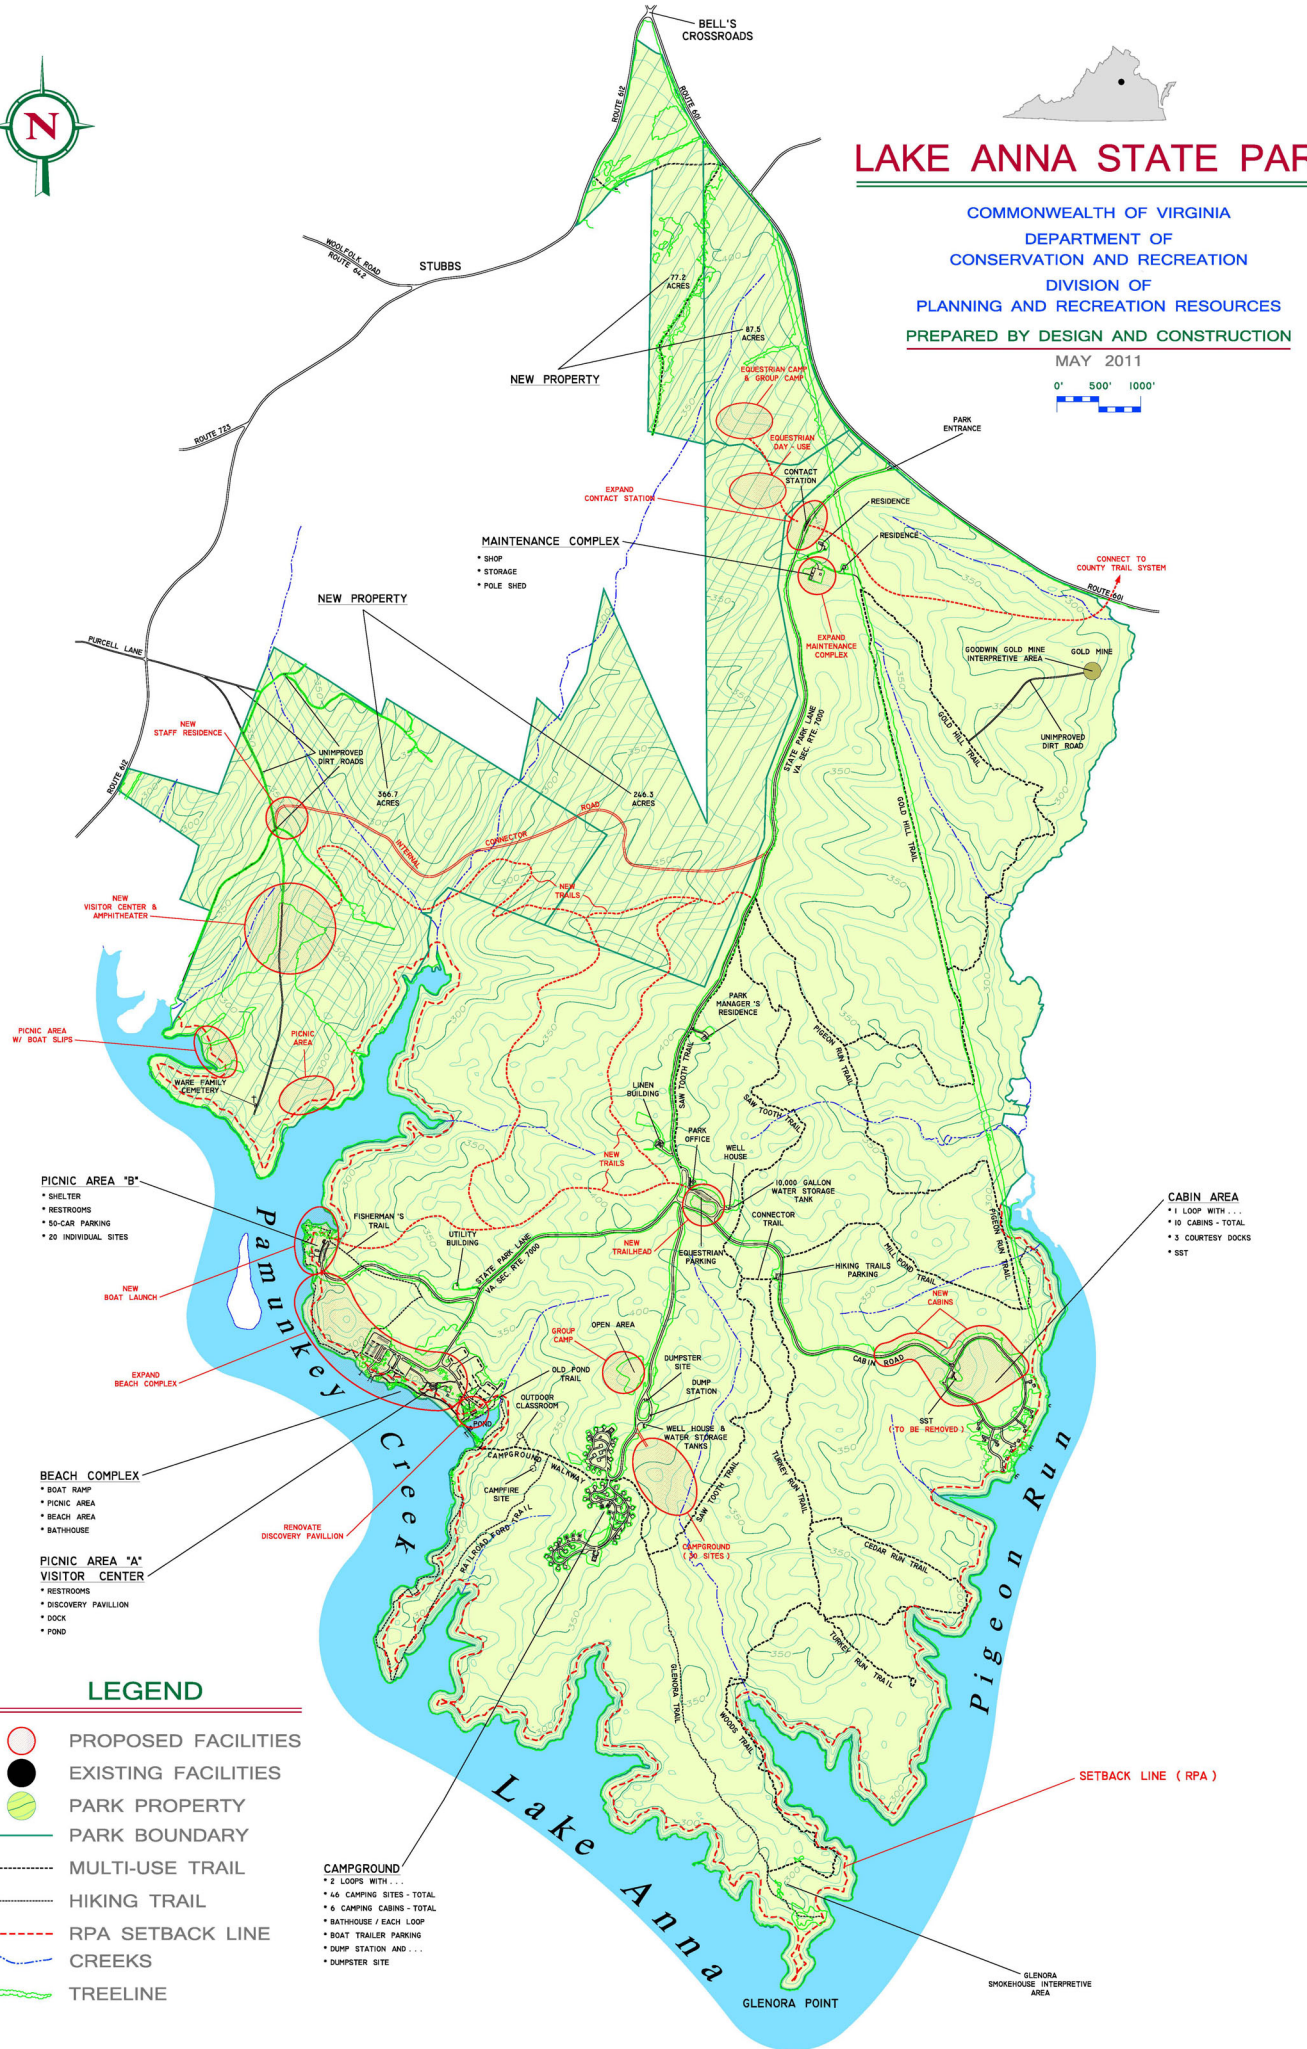 BELL'S
CROSSROADS
N
ROUTE 612
ROUTE 601
LAKE ANNA STATE PAR
COMMONWEALTH OF VIRGINIA
DEPARTMENT OF
CONSERVATION AND RECREATION
DIVISION OF
PLANNING AND RECREATION RESOURCES
PREPARED BY DESIGN AND CONSTRUCTION
MAY 2011
0' 500' 1000'
WOOLFOLK ROAD
ROUTE 642
STUBBS
77.2
ACRES
87.5
ACRES
NEW PROPERTY
EQUESTRIAN CAMP
& GROUP CAMP
PARK
ENTRANCE
ROUTE 723
EQUESTRIAN
DAY - USE
CONTACT
STATION
EXPAND
CONTACT STATION
RESIDENCE
RESIDENCE
MAINTENANCE COMPLEX
* SHOP
* STORAGE
* POLE SHED
CONNECT TO
COUNTY TRAIL SYSTEM
ROUTE 601
NEW PROPERTY
EXPAND
MAINTENANCE
COMPLEX
GOODWIN GOLD MINE
INTERPRETIVE AREA
GOLD MINE
PURCELL LANE
NEW
STAFF RESIDENCE
UNIMPROVED
DIRT ROADS
STATE PARK LANE
VA. SEC. RTE. 7000
GOLD HILL TRAIL
UNIMPROVED
DIRT ROAD
ROUTE 612
366.7
ACRES
246.3
ACRES
INTERNAL CONNECTOR ROAD
GOLD HILL TRAIL
NEW
VISITOR CENTER &
AMPHITHEATER
NEW
TRAILS
PARK
MANAGER 'S
RESIDENCE
PICNIC AREA
W/ BOAT SLIPS
PICNIC
AREA
WARE FAMILY
CEMETERY
LINEN
BUILDING
SAW TOOTH TRAIL
PIGEON RUN TRAIL
SAW TOOTH TRAIL
PARK
OFFICE
WELL
HOUSE
NEW
TRAILS
10,000 GALLON
WATER STORAGE
TANK
CONNECTOR
TRAIL
PICNIC AREA "B"
* SHELTER
* RESTROOMS
* 50-CAR PARKING
* 20 INDIVIDUAL SITES
FISHERMAN 'S
TRAIL
UTILITY
BUILDING
STATE PARK LANE
VA. SEC. RTE. 7000
NEW
TRAILHEAD
EQUESTRIAN
PARKING
HIKING TRAILS
PARKING
MILL POND TRAIL
PIGEON RUN TRAIL
CABIN AREA
* 1 LOOP WITH . . .
* 10 CABINS - TOTAL
* 3 COURTESY DOCKS
* SST
NEW
BOAT LAUNCH
NEW
CABINS
Pamunkey Creek
OPEN AREA
GROUP
CAMP
CABIN ROAD
EXPAND
BEACH COMPLEX
OLD POND
TRAIL
DUMPSTER
SITE
DUMP
STATION
OUTDOOR
CLASSROOM
POND
WELL HOUSE &
WATER STORAGE
TANKS
SST
( TO BE REMOVED )
CAMPGROUND WALKWAY
CAMPFIRE
SITE
SAW TOOTH TRAIL
TURKEY RUN TRAIL
Pigeon Run
BEACH COMPLEX
* BOAT RAMP
* PICNIC AREA
* BEACH AREA
* BATHHOUSE
RENOVATE
DISCOVERY PAVILLION
RAILROAD FORD TRAIL
CAMPGROUND
( 30 SITES )
CEDAR RUN TRAIL
PICNIC AREA "A"
VISITOR CENTER
* RESTROOMS
* DISCOVERY PAVILLION
* DOCK
* POND
TURKEY RUN TRAIL
GLENORA TRAIL
WOODS TRAIL
LEGEND
PROPOSED FACILITIES
EXISTING FACILITIES
PARK PROPERTY
PARK BOUNDARY
MULTI-USE TRAIL
HIKING TRAIL
RPA SETBACK LINE
CREEKS
TREELINE
SETBACK LINE ( RPA )
Lake Anna
CAMPGROUND
* 2 LOOPS WITH . . .
* 46 CAMPING SITES - TOTAL
* 6 CAMPING CABINS - TOTAL
* BATHHOUSE / EACH LOOP
* BOAT TRAILER PARKING
* DUMP STATION AND . . .
* DUMPSTER SITE
GLENORA
SMOKEHOUSE INTERPRETIVE
AREA
GLENORA POINT